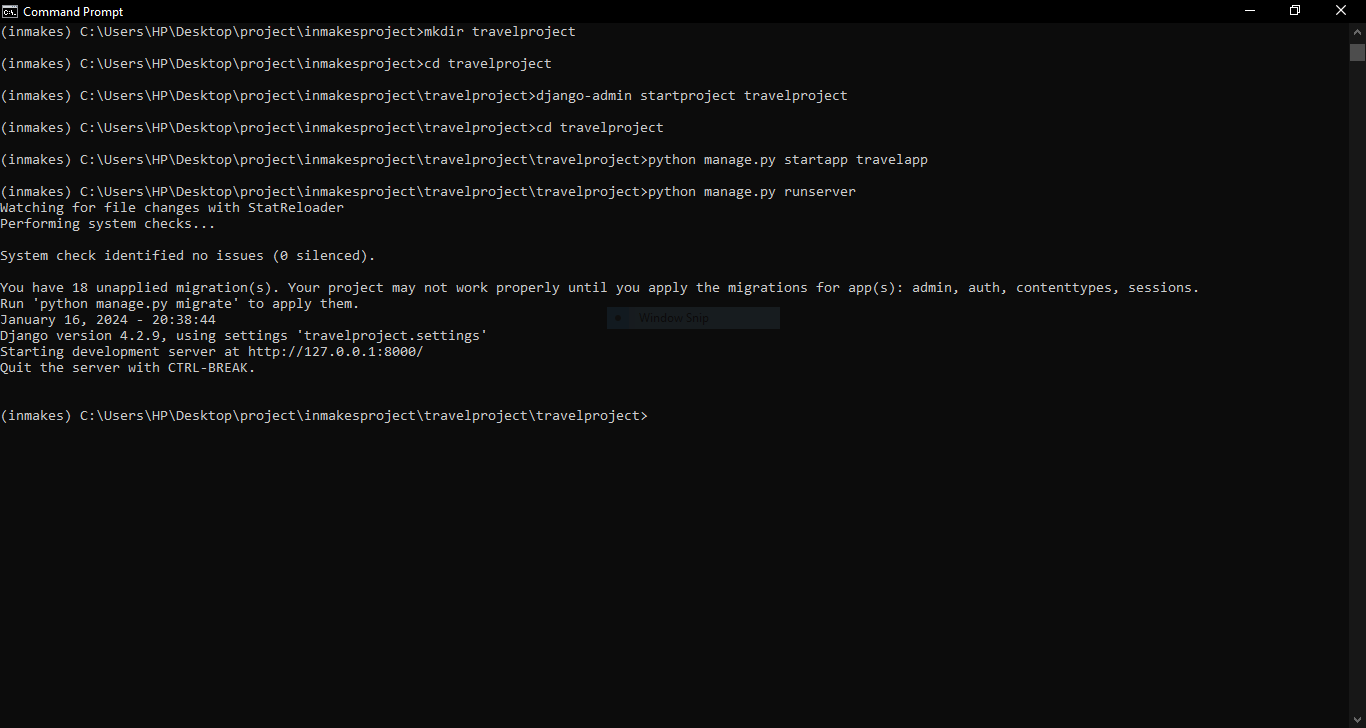 Command Prompt
(inmakes) C:\Users\HP\Desktop\project\inmakesproject>mkdir travelproject
(inmakes) C:\Users\HP\Desktop\project\inmakesproject>cd travelproject
(inmakes) C:\Users\HP\Desktop\project\inmakesproject\travelproject>django-admin startproject travelproject
(inmakes) C:\Users\HP\Desktop\project\inmakesproject\travelproject>cd travelproject
(inmakes) C:\Users\HP\Desktop\project\inmakesproject\travelproject\travelproject>python manage.py startapp travelapp
(inmakes) C:\Users\HP\Desktop\project\inmakesproject\travelproject\travelproject>python manage.py runserver
Watching for file changes with StatReloader
Performing system checks...
System check identified no issues (0 silenced).
You have 18 unapplied migration(s). Your project may not work properly until you apply the migrations for app(s): admin, auth, contenttypes, sessions.
Run 'python manage.py migrate' to apply them.
Window Snip
January 16, 2024 - 20:38:44
Django version 4.2.9, using settings 'travelproject.settings'
Starting development server at http://127.0.0.1:8000/
Quit the server with CTRL-BREAK.
(inmakes) C:\Users\HP\Desktop\project\inmakesproject\travelproject\travelproject>